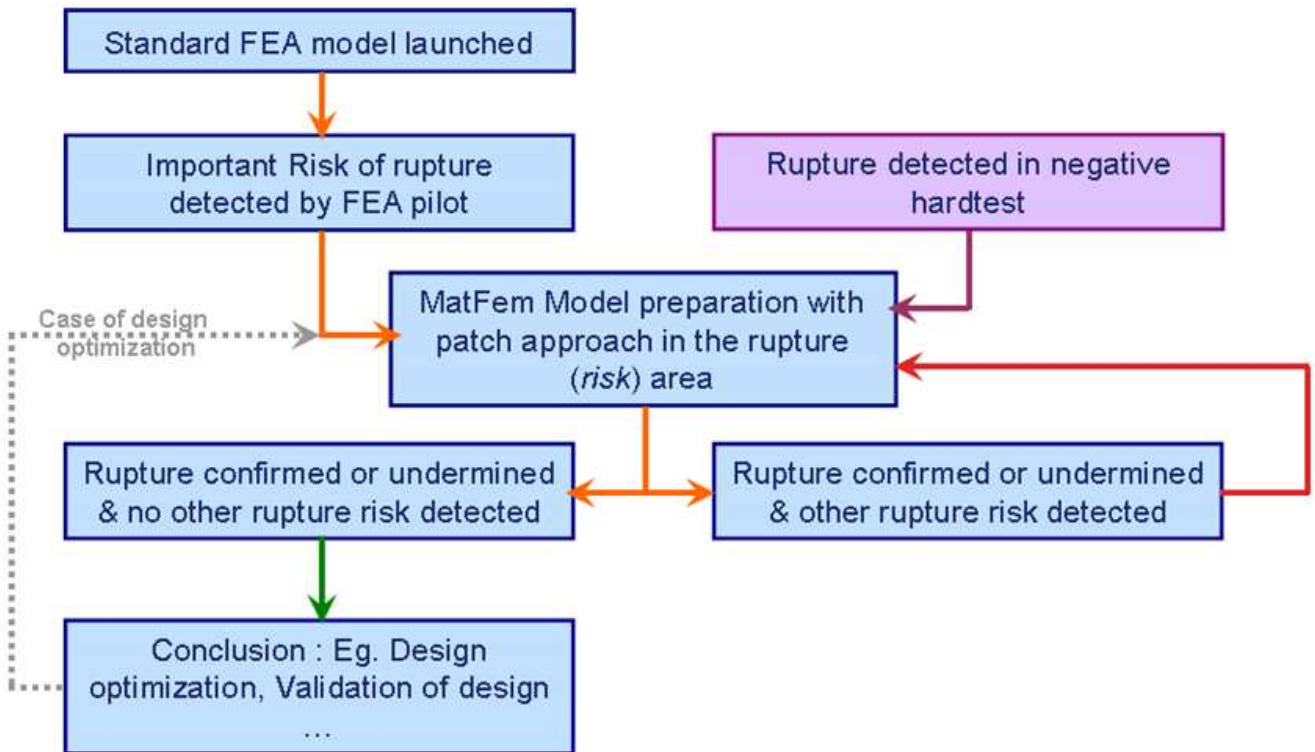 Standard FEA model launched
Important Risk of rupture
detected by FEA pilot
Rupture detected in negative
hardtest
Case of design
optimization
MatFem Model preparation with
patch approach in the rupture
(risk) area
Rupture confirmed or undermined
& no other rupture risk detected
Rupture confirmed or undermined
& other rupture risk detected
Conclusion : Eg. Design
optimization, Validation of design
...